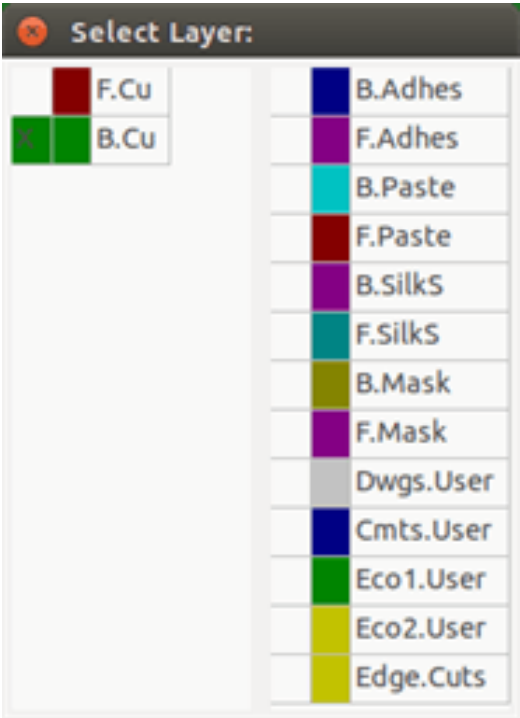 Select Layer:
F.Cu
X B.Cu
B.Adhes
F.Adhes
B.Paste
F.Paste
B.SilkS
F.SilkS
B.Mask
F.Mask
Dwgs.User
Cmts.User
Eco1.User
Eco2.User
Edge.Cuts